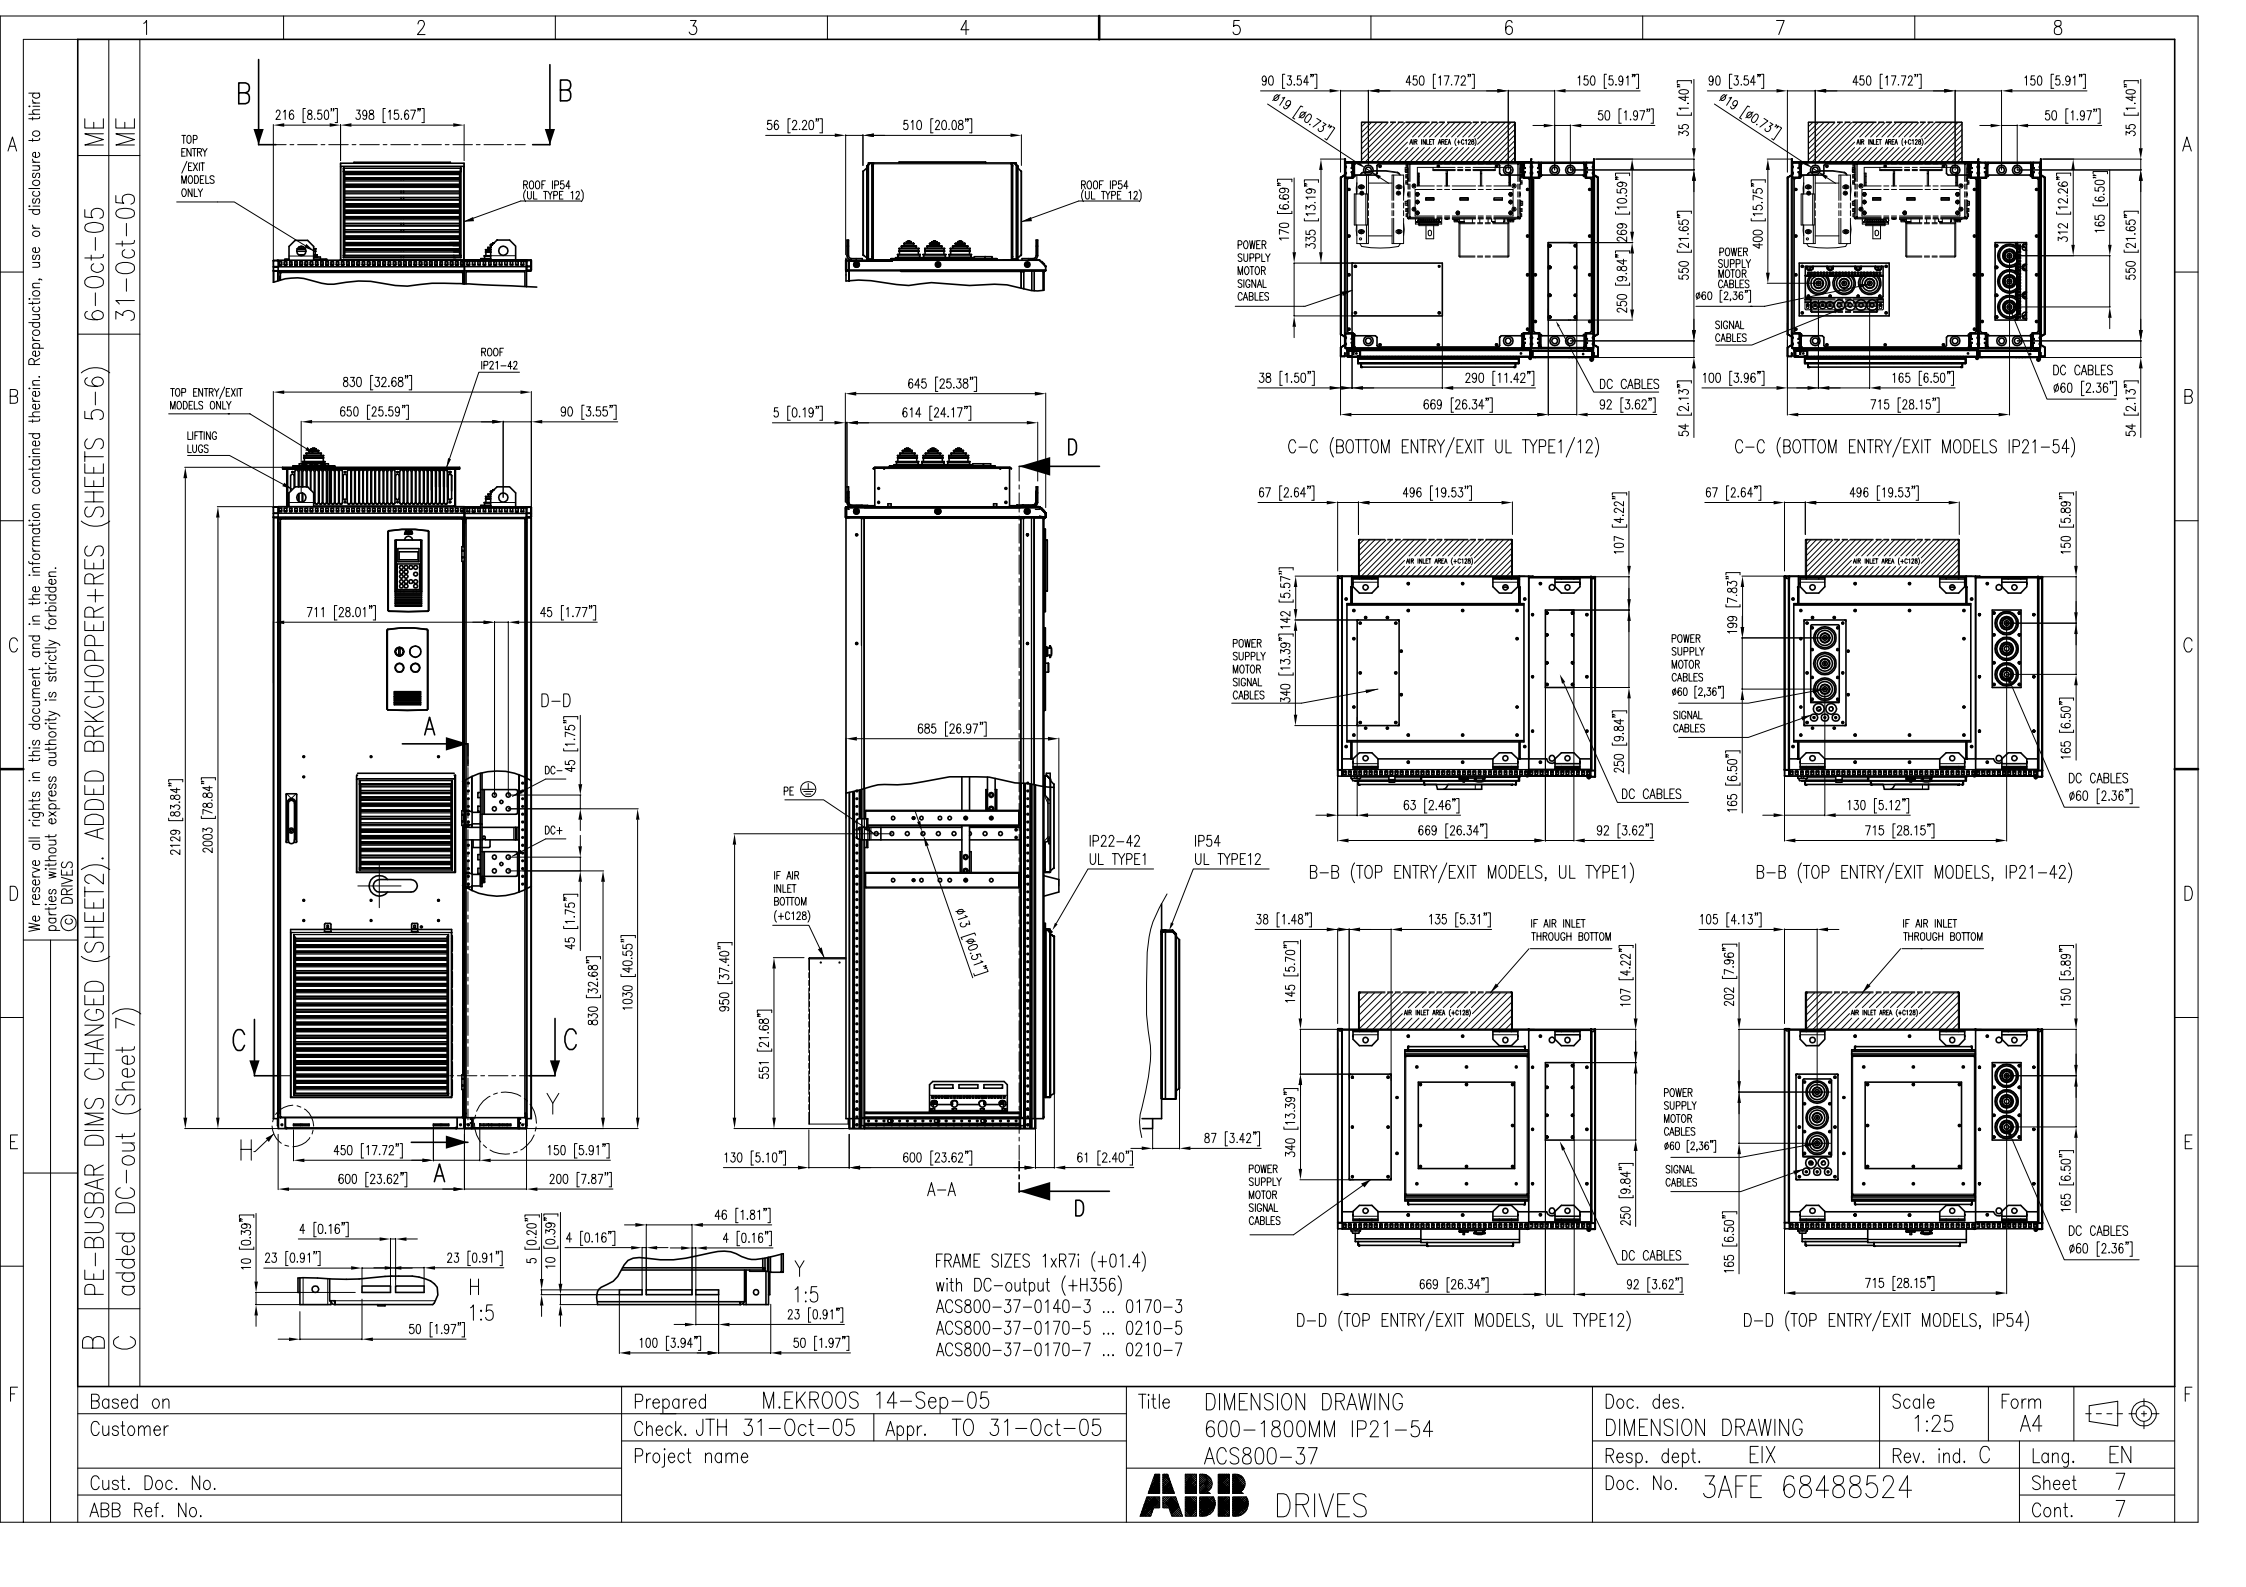 1 2 3 4 5 6 7 8
A
B
C
D
E
F
A
B
C
D
E
F
We reserve all rights in this document and in the information contained therein. Reproduction, use or disclosure to third
parties without express authority is strictly forbidden.
© DRIVES
B PE-BUSBAR DIMS CHANGED (SHEET2). ADDED BRKCHOPPER+RES (SHEETS 5-6) 6-Oct-05 ME
C added DC-out (Sheet 7) 31-Oct-05 ME
B B
216 [8.50"] 398 [15.67"]
TOP
ENTRY
/EXIT
MODELS
ONLY
ROOF IP54
(UL TYPE 12)
56 [2.20"] 510 [20.08"]
ROOF IP54
(UL TYPE 12)
ROOF
IP21-42
830 [32.68"]
TOP ENTRY/EXIT
MODELS ONLY
650 [25.59"] 90 [3.55"]
LIFTING
LUGS
711 [28.01"] 45 [1.77"]
D-D
A
45 [1.75"]
DC-
DC+
45 [1.75"]
2129 [83.84"]
2003 [78.84"]
830 [32.68"]
1030 [40.55"]
C C
H
Y
450 [17.72"] 150 [5.91"]
A
600 [23.62"] 200 [7.87"]
645 [25.38"]
5 [0.19"] 614 [24.17"]
D
685 [26.97"]
PE
IF AIR
INLET
BOTTOM
(+C128)
ø13 [ø0.51"]
950 [37.40"]
551 [21.68"]
IP22-42
UL TYPE1
IP54
UL TYPE12
87 [3.42"]
130 [5.10"] 600 [23.62"] 61 [2.40"]
A-A
D
10 [0.39"]
4 [0.16"]
23 [0.91"] 23 [0.91"]
H
1:5
50 [1.97"]
5 [0.20"]
10 [0.39"]
46 [1.81"]
4 [0.16"] 4 [0.16"]
Y
1:5
23 [0.91"]
100 [3.94"] 50 [1.97"]
FRAME SIZES 1xR7i (+01.4)
with DC-output (+H356)
ACS800-37-0140-3 ... 0170-3
ACS800-37-0170-5 ... 0210-5
ACS800-37-0170-7 ... 0210-7
90 [3.54"] 450 [17.72"] 150 [5.91"]
ø19 [ø0.73"]
50 [1.97"]
35 [1.40"]
AIR INLET AREA (+C128)
170 [6.69"]
335 [13.19"]
269 [10.59"]
250 [9.84"]
550 [21.65"]
POWER
SUPPLY
MOTOR
SIGNAL
CABLES
38 [1.50"] 290 [11.42"]
DC CABLES
669 [26.34"] 92 [3.62"]
54 [2.13"]
C-C (BOTTOM ENTRY/EXIT UL TYPE1/12)
90 [3.54"] 450 [17.72"] 150 [5.91"]
ø19 [ø0.73"]
50 [1.97"]
35 [1.40"]
AIR INLET AREA (+C128)
400 [15.75"]
312 [12.26"]
165 [6.50"]
550 [21.65"]
POWER
SUPPLY
MOTOR
CABLES
ø60 [2,36"]
SIGNAL
CABLES
100 [3.96"] 165 [6.50"]
DC CABLES
ø60 [2.36"]
715 [28.15"]
54 [2.13"]
C-C (BOTTOM ENTRY/EXIT MODELS IP21-54)
67 [2.64"] 496 [19.53"]
107 [4.22"]
AIR INLET AREA (+C128)
142 [5.57"]
340 [13.39"]
POWER
SUPPLY
MOTOR
SIGNAL
CABLES
250 [9.84"]
DC CABLES
63 [2.46"]
669 [26.34"] 92 [3.62"]
B-B (TOP ENTRY/EXIT MODELS, UL TYPE1)
67 [2.64"] 496 [19.53"]
150 [5.89"]
AIR INLET AREA (+C128)
199 [7.83"]
POWER
SUPPLY
MOTOR
CABLES
ø60 [2,36"]
SIGNAL
CABLES
165 [6.50"]
165 [6.50"]
DC CABLES
ø60 [2.36"]
130 [5.12"]
715 [28.15"]
B-B (TOP ENTRY/EXIT MODELS, IP21-42)
38 [1.48"] 135 [5.31"]
IF AIR INLET
THROUGH BOTTOM
145 [5.70"]
107 [4.22"]
AIR INLET AREA (+C128)
340 [13.39"]
POWER
SUPPLY
MOTOR
SIGNAL
CABLES
250 [9.84"]
DC CABLES
669 [26.34"] 92 [3.62"]
D-D (TOP ENTRY/EXIT MODELS, UL TYPE12)
105 [4.13"]
IF AIR INLET
THROUGH BOTTOM
202 [7.96"]
150 [5.89"]
AIR INLET AREA (+C128)
POWER
SUPPLY
MOTOR
CABLES
ø60 [2,36"]
SIGNAL
CABLES
165 [6.50"]
165 [6.50"]
DC CABLES
ø60 [2.36"]
715 [28.15"]
D-D (TOP ENTRY/EXIT MODELS, IP54)
Based on
Customer
Cust. Doc. No.
ABB Ref. No.
Prepared M.EKROOS 14-Sep-05
Check. JTH 31-Oct-05 Appr. TO 31-Oct-05
Project name
Title DIMENSION DRAWING
600-1800MM IP21-54
ACS800-37
ABB DRIVES
Doc. des.
DIMENSION DRAWING
Scale
1:25
Form
A4
Resp. dept. EIX
Rev. ind. C
Lang. EN
Doc. No. 3AFE 68488524
Sheet 7
Cont. 7